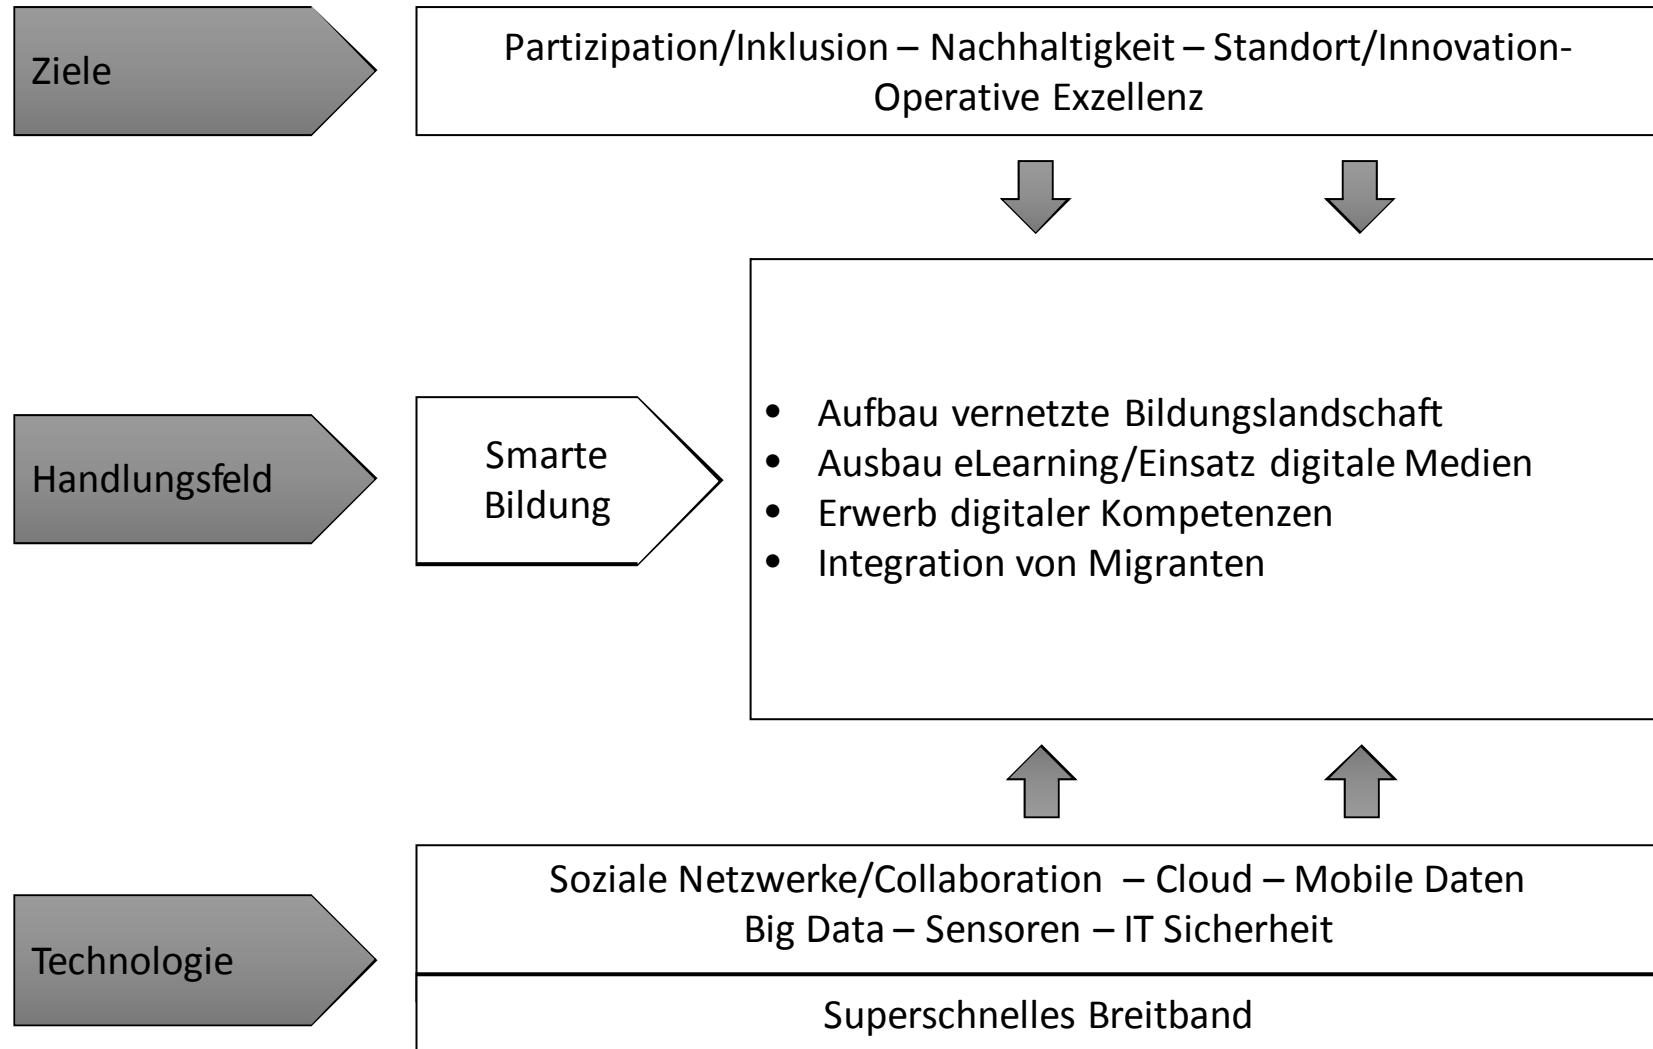 Ziele
Partizipation/Inklusion – Nachhaltigkeit – Standort/Innovation-
Operative Exzellenz
Handlungsfeld
Smarte
Bildung
• Aufbau vernetzte Bildungslandschaft
• Ausbau eLearning/Einsatz digitale Medien
• Erwerb digitaler Kompetenzen
• Integration von Migranten
Technologie
Soziale Netzwerke/Collaboration – Cloud – Mobile Daten
Big Data – Sensoren – IT Sicherheit
Superschnelles Breitband